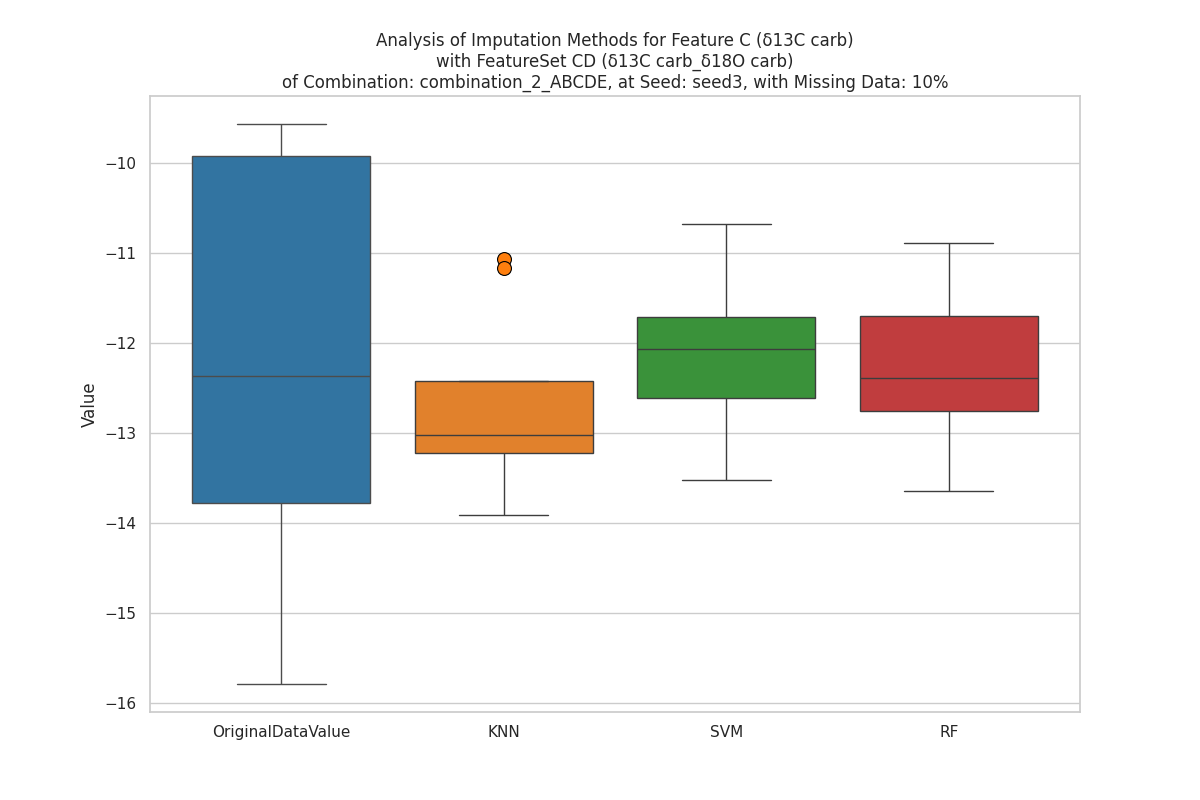 Analysis of Imputation Methods for Feature C (δ13C carb)
with FeatureSet CD (δ13C carb_δ18O carb)
of Combination: combination_2_ABCDE, at Seed: seed3, with Missing Data: 10%
−10
−11
−12
−13
−14
−15
−16
Value
OriginalDataValue
KNN
SVM
RF